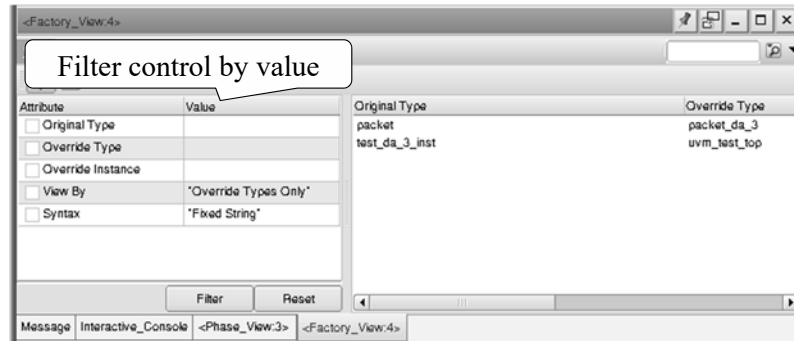 <Factory_View:4>
Filter control by value
Attribute Value
Original Type
Override Type
Override Instance
View By "Override Types Only"
Syntax "Fixed String"
Filter Reset
Original Type Override Type
packet packet_da_3
test_da_3_inst uvm_test_top
Message Interactive_Console <Phase_View:3> <Factory_View:4>